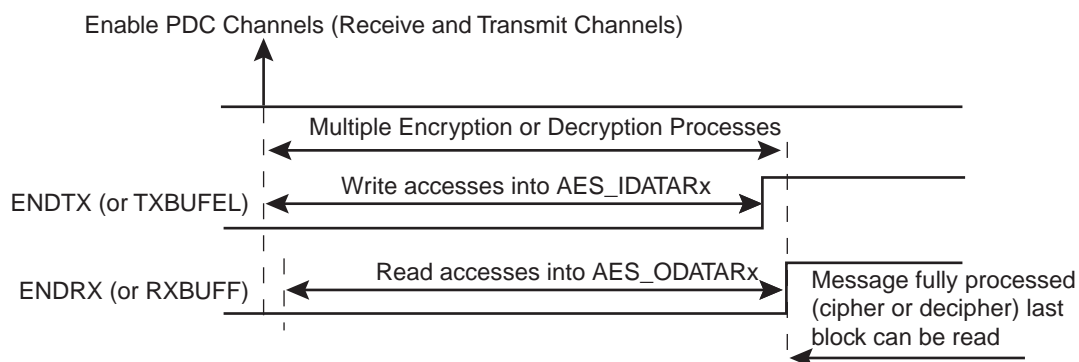 Enable PDC Channels (Receive and Transmit Channels)
Multiple Encryption or Decryption Processes
Write accesses into AES_IDATARx
ENDTX (or TXBUFEL)
Read accesses into AES_ODATARx
ENDRX (or RXBUFF)
Message fully processed
(cipher or decipher) last
block can be read